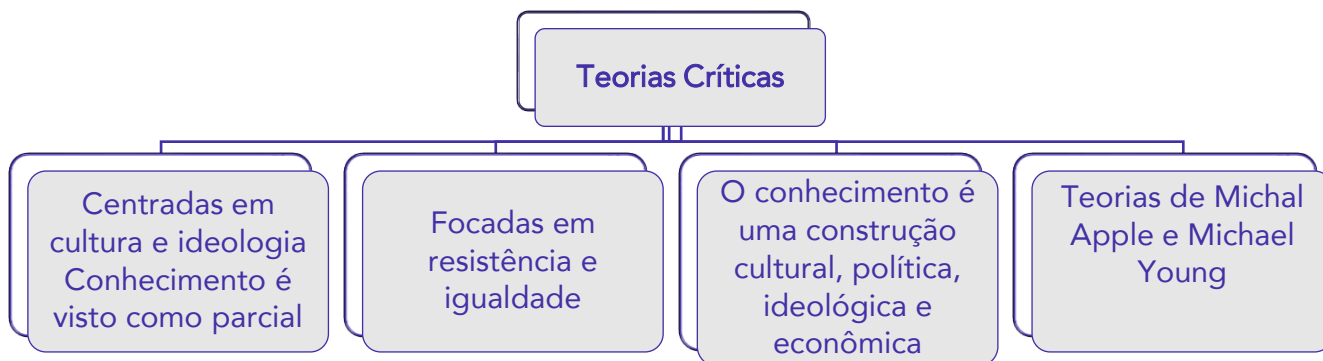 Teorias Críticas
Centradas em
cultura e ideologia
Conhecimento é
visto como parcial
Focadas em
resistência e
igualdade
O conhecimento é
uma construção
cultural, política,
ideológica e
econômica
Teorias de Michal
Apple e Michael
Young